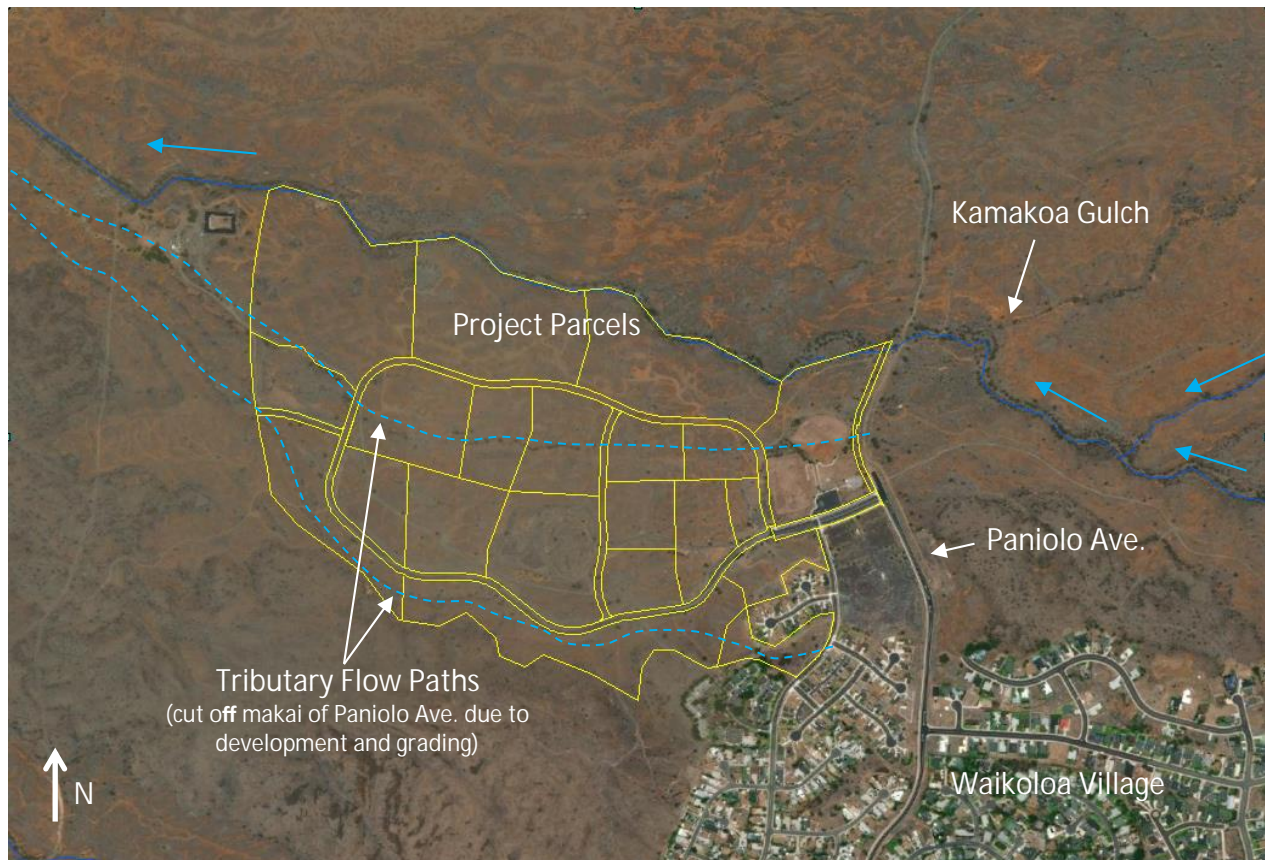 Kamakoa Gulch
Project Parcels
Paniolo Ave.
Tributary Flow Paths
(cut off makai of Paniolo Ave. due to
development and grading)
N
Waikoloa Village